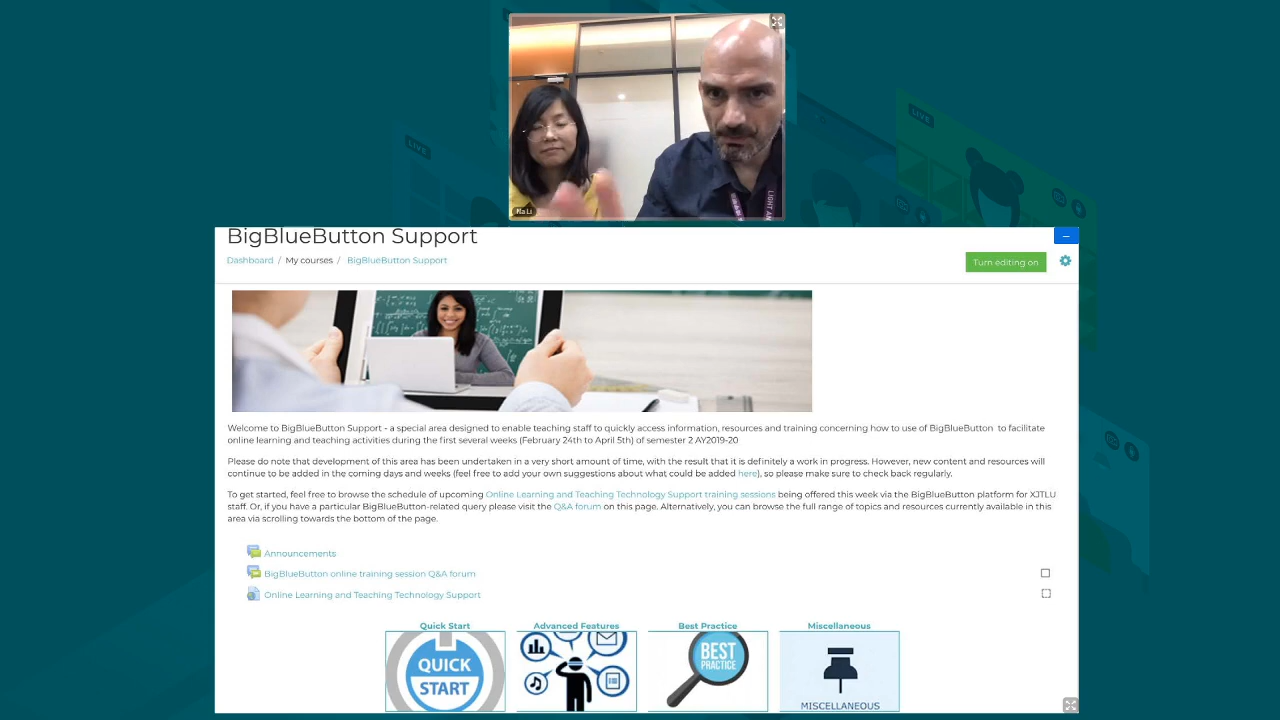 LIVE
LIVE
Na Li
LIGHT AN
BigBlueButton Support
Dashboard / My courses / BigBlueButton Support
Turn editing on
Welcome to BigBlueButton Support - a special area designed to enable teaching staff to quickly access information, resources and training concerning how to use of BigBlueButton to facilitate
online learning and teaching activities during the first several weeks (February 24th to April 5th) of semester 2 AY2019-20
Please do note that development of this area has been undertaken in a very short amount of time, with the result that it is definitely a work in progress. However, new content and resources will
continue to be added in the coming days and weeks (feel free to add your own suggestions about what could be added here), so please make sure to check back regularly.
To get started, feel free to browse the schedule of upcoming Online Learning and Teaching Technology Support training sessions being offered this week via the BigBlueButton platform for XJTLU
staff. Or, if you have a particular BigBlueButton-related query please visit the Q&A forum on this page. Alternatively, you can browse the full range of topics and resources currently available in this
area via scrolling towards the bottom of the page.
Announcements
BigBlueButton online training session Q&A forum
Online Learning and Teaching Technology Support
Quick Start
Advanced Features
Best Practice
Miscellaneous
QUICK
START
BEST
PRACTICE
MISCELLANEOUS